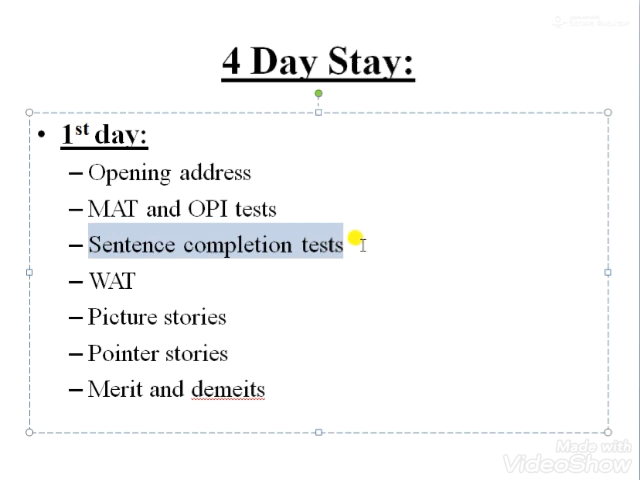 4 Day Stay:
• 1st day:
– Opening address
– MAT and OPI tests
– Sentence completion tests
– WAT
– Picture stories
– Pointer stories
– Merit and demeits
Made with
VideoShow